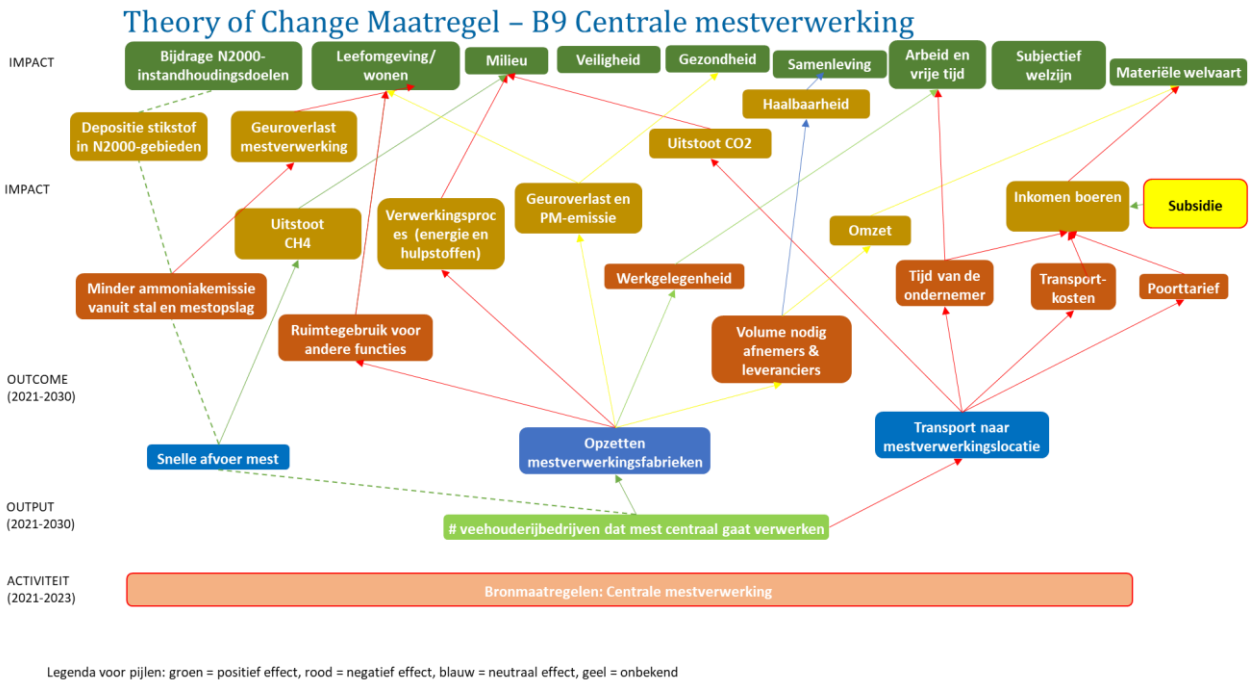 Theory of Change Maatregel – B9 Centrale mestverwerking
IMPACT
Bijdrage N2000-
instandhoudingsdoelen
Leefomgeving/
wonen
Milieu
Veiligheid
Gezondheid
Samenleving
Arbeid en
vrije tijd
Subjectief
welzijn
Materiële welvaart
Haalbaarheid
Depositie stikstof
in N2000-gebieden
Geuroverlast
mestverwerking
Uitstoot CO2
IMPACT
Uitstoot
CH4
Verwerkingsproc
es (energie en
hulpstoffen)
Geuroverlast en
PM-emissie
Omzet
Inkomen boeren
Subsidie
Minder ammoniakemissie
vanuit stal en mestopslag
Werkgelegenheid
Tijd van de
ondernemer
Transport-
kosten
Poorttarief
Ruimtegebruik voor
andere functies
Volume nodig
afnemers &
leveranciers
OUTCOME
(2021-2030)
Snelle afvoer mest
Opzetten
mestverwerkingsfabrieken
Transport naar
mestverwerkingslocatie
OUTPUT
(2021-2030)
# veehouderijbedrijven dat mest centraal gaat verwerken
ACTIVITEIT
(2021-2023)
Bronmaatregelen: Centrale mestverwerking
Legenda voor pijlen: groen = positief effect, rood = negatief effect, blauw = neutraal effect, geel = onbekend